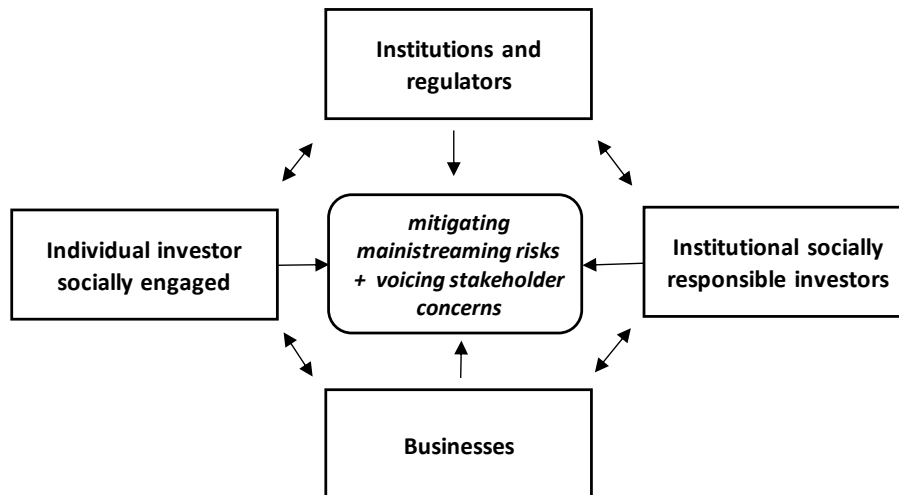 Institutions and
regulators
Individual investor
socially engaged
mitigating
mainistreaming risks
+ voicing stakeholder
concerns
Institutional socially
responsible investors
Businesses